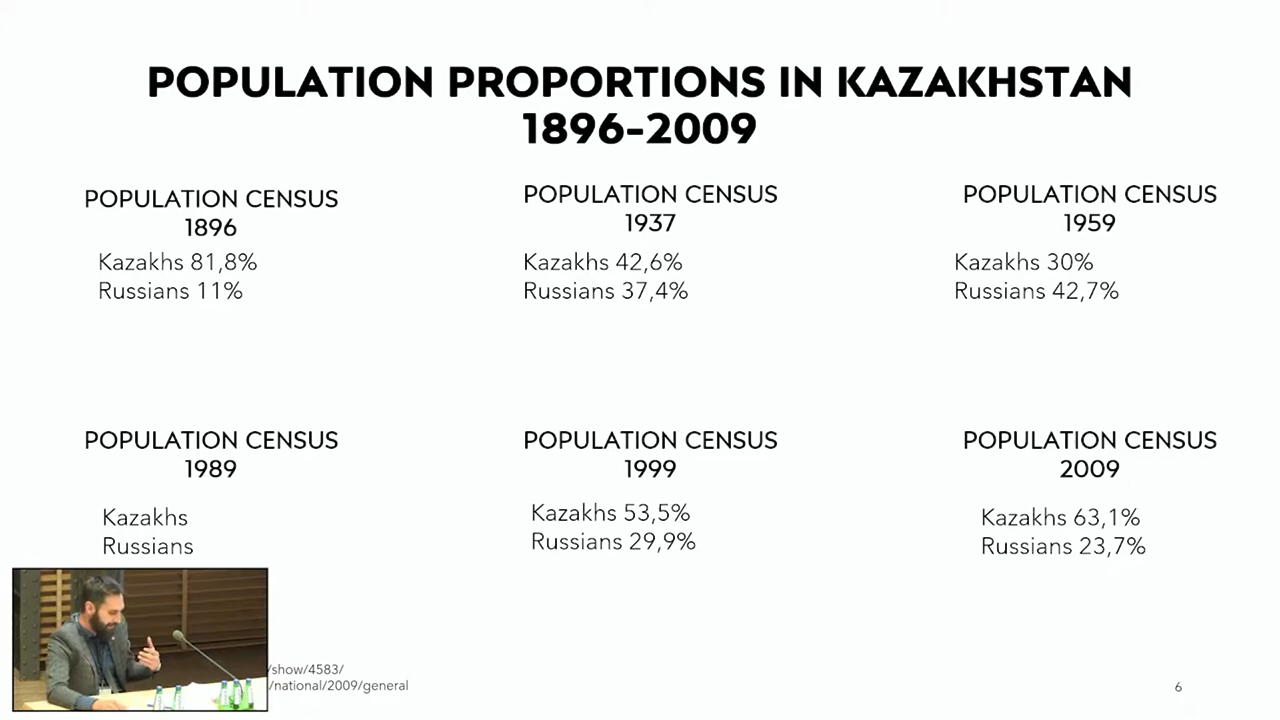 POPULATION PROPORTIONS IN KAZAKHSTAN
1896-2009
POPULATION CENSUS
1896
Kazakhs 81,8%
Russians 11%
POPULATION CENSUS
1937
Kazakhs 42,6%
Russians 37,4%
POPULATION CENSUS
1959
Kazakhs 30%
Russians 42,7%
POPULATION CENSUS
1989
Kazakhs
Russians
POPULATION CENSUS
1999
Kazakhs 53,5%
Russians 29,9%
POPULATION CENSUS
2009
Kazakhs 63,1%
Russians 23,7%
/show/4583/
/national/2009/general
6